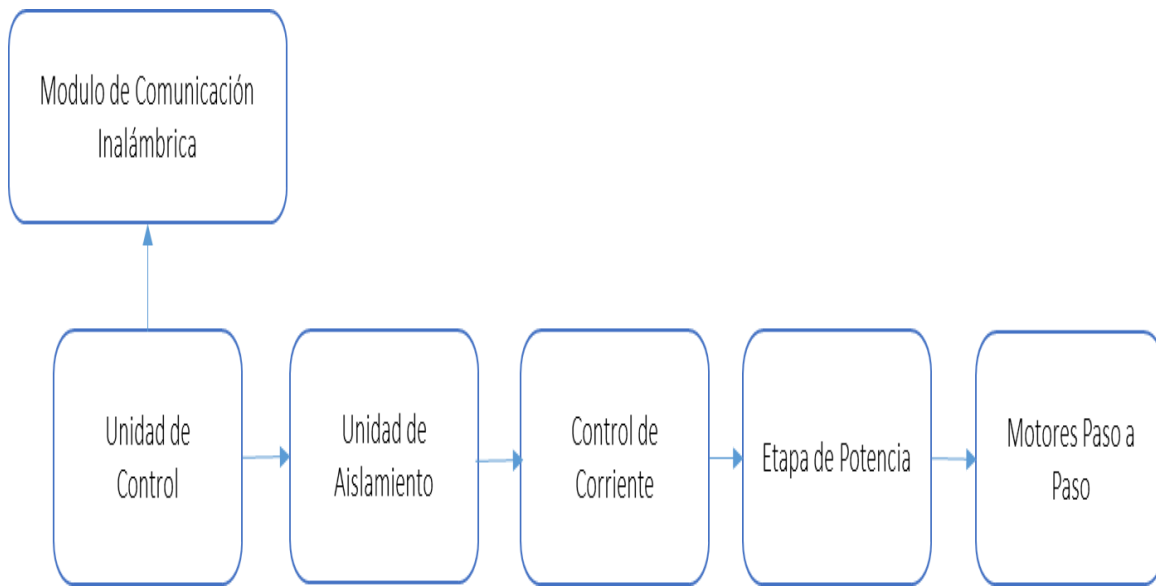 Modulo de Comunicación
Inalámbrica
Unidad de
Control
Unidad de
Aislamiento
Control de
Corriente
Etapa de Potencia
Motores Paso a
Paso